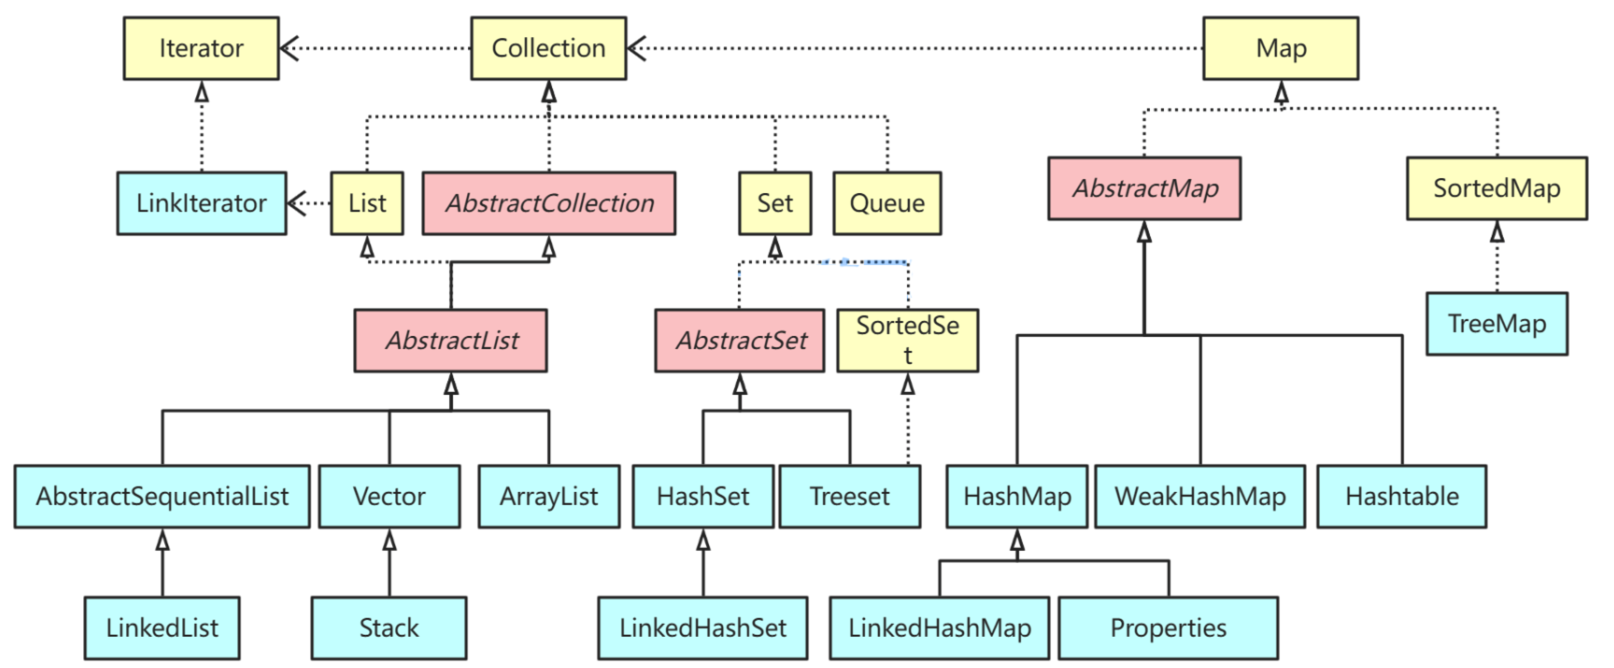 Iterator
Collection
Map
LinkIterator
List
AbstractCollection
Set
Queue
AbstractMap
SortedMap
AbstractList
AbstractSet
SortedSe
t
TreeMap
AbstractSequentialList
Vector
ArrayList
HashSet
Treeset
HashMap
WeakHashMap
Hashtable
LinkedList
Stack
LinkedHashSet
LinkedHashMap
Properties